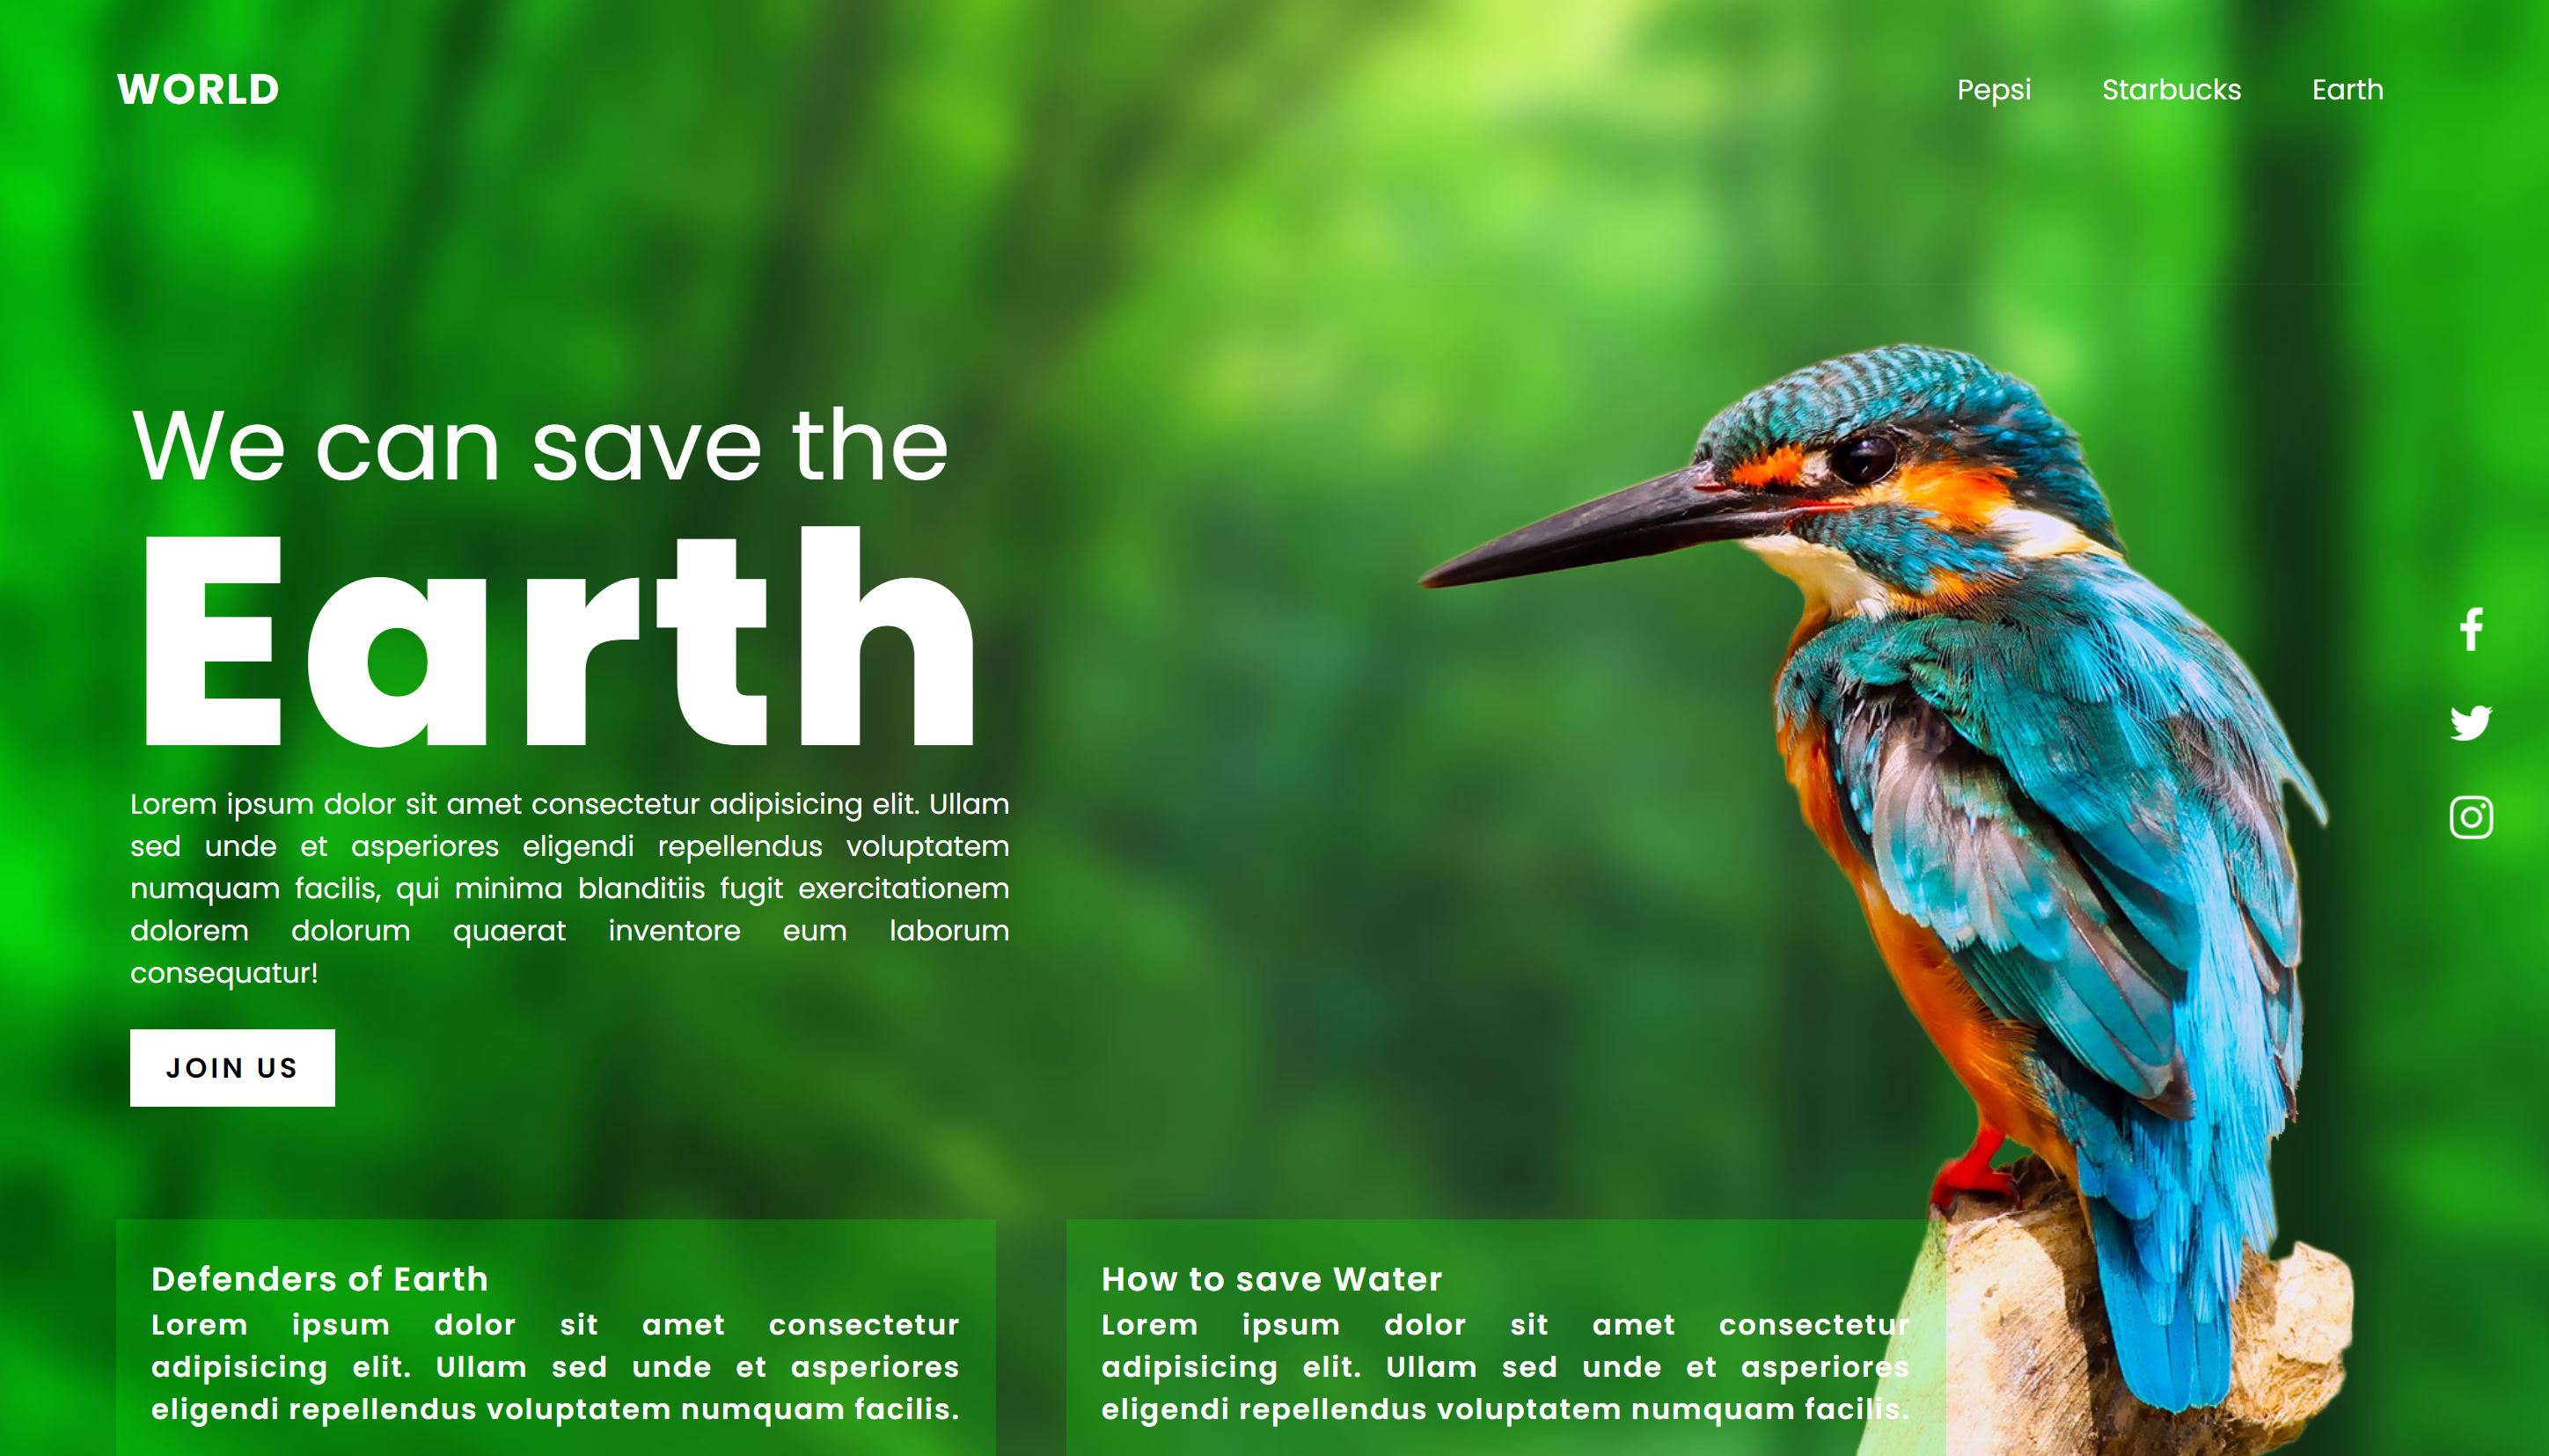 WORLD
Pepsi Starbucks Earth
We can save the
Earth
Lorem ipsum dolor sit amet consectetur adipisicing elit. Ullam
sed unde et asperiores eligendi repellendus voluptatem
numquam facilis, qui minima blanditiis fugit exercitationem
dolorem dolorum quaerat inventore eum laborum
consequatur!
JOIN US
Defenders of Earth
Lorem ipsum dolor sit amet consectetur
adipisicing elit. Ullam sed unde et asperiores
eligendi repellendus voluptatem numquam facilis.
How to save Water
Lorem ipsum dolor sit amet consectetur
adipisicing elit. Ullam sed unde et asperiores
eligendi repellendus voluptatem numquam facilis.